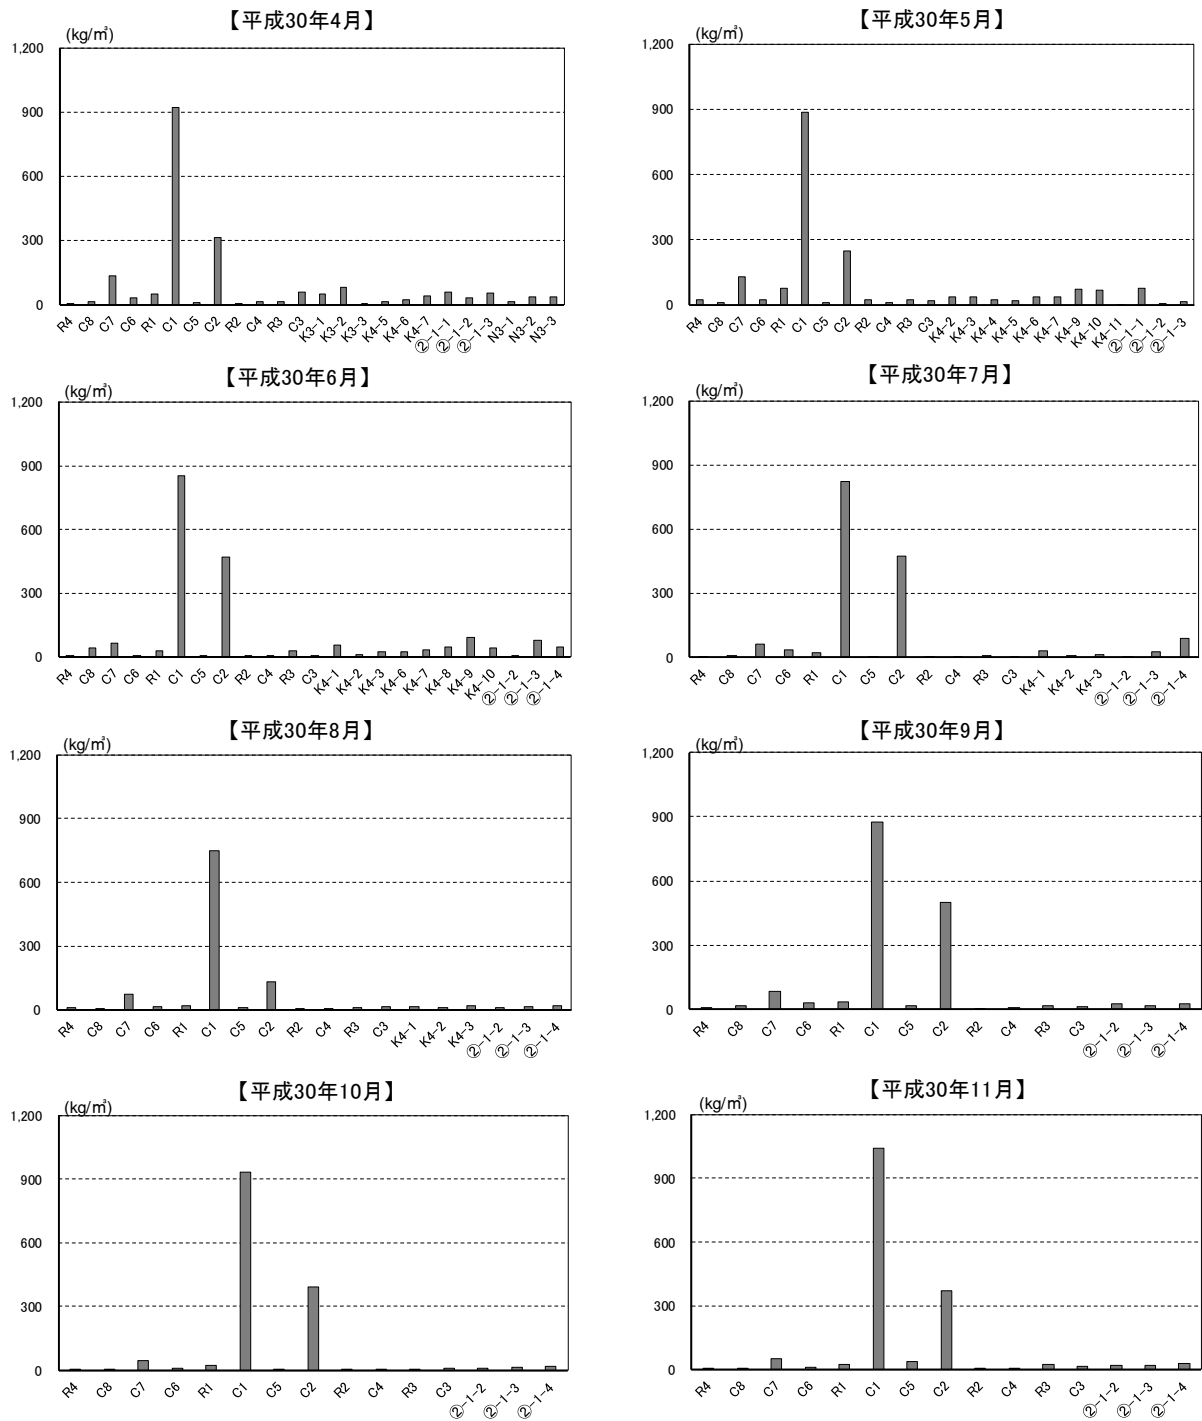 【平成30年4月】
(kg/㎥)
1,200
900
600
300
0
R4 C8 C7 C6 R1 C1 C5 C2 R2 C4 R3 C3 K3-1 K3-2 K3-3 K4-5 K4-6 K4-7 ②-1-1 ②-1-2 ②-1-3 N3-1 N3-2 N3-3
【平成30年5月】
(kg/㎥)
1,200
900
600
300
0
R4 C8 C7 C6 R1 C1 C5 C2 R2 C4 R3 C3 K4-2 K4-3 K4-4 K4-5 K4-6 K4-7 K4-9 K4-10 K4-11 ②-1-1 ②-1-2 ②-1-3
【平成30年6月】
(kg/㎥)
1,200
900
600
300
0
R4 C8 C7 C6 R1 C1 C5 C2 R2 C4 R3 C3 K4-1 K4-2 K4-3 K4-6 K4-7 K4-8 K4-9 K4-10 ②-1-2 ②-1-3 ②-1-4
【平成30年7月】
(kg/㎥)
1,200
900
600
300
0
R4 C8 C7 C6 R1 C1 C5 C2 R2 C4 R3 C3 K4-1 K4-2 K4-3 ②-1-2 ②-1-3 ②-1-4
【平成30年8月】
(kg/㎥)
1,200
900
600
300
0
R4 C8 C7 C6 R1 C1 C5 C2 R2 C4 R3 C3 K4-1 K4-2 K4-3 ②-1-2 ②-1-3 ②-1-4
【平成30年9月】
(kg/㎥)
1,200
900
600
300
0
R4 C8 C7 C6 R1 C1 C5 C2 R2 C4 R3 C3 ②-1-2 ②-1-3 ②-1-4
【平成30年10月】
(kg/㎥)
1,200
900
600
300
0
R4 C8 C7 C6 R1 C1 C5 C2 R2 C4 R3 C3 ②-1-2 ②-1-3 ②-1-4
【平成30年11月】
(kg/㎥)
1,200
900
600
300
0
R4 C8 C7 C6 R1 C1 C5 C2 R2 C4 R3 C3 ②-1-2 ②-1-3 ②-1-4